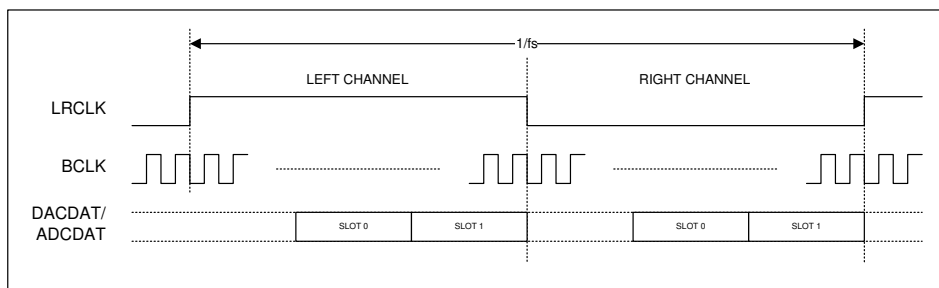 1/fs
LEFT CHANNEL RIGHT CHANNEL
LRCLK
BCLK
DACDAT/
ADCDAT
SLOT 0 SLOT 1 SLOT 0 SLOT 1